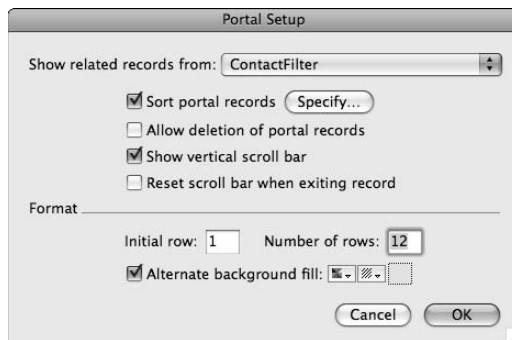 Portal Setup
Show related records from: ContactFilter
Sort portal records Specify...
Allow deletion of portal records
Show vertical scroll bar
Reset scroll bar when exiting record
Format
Initial row: 1 Number of rows: 12
Alternate background fill:
Cancel OK